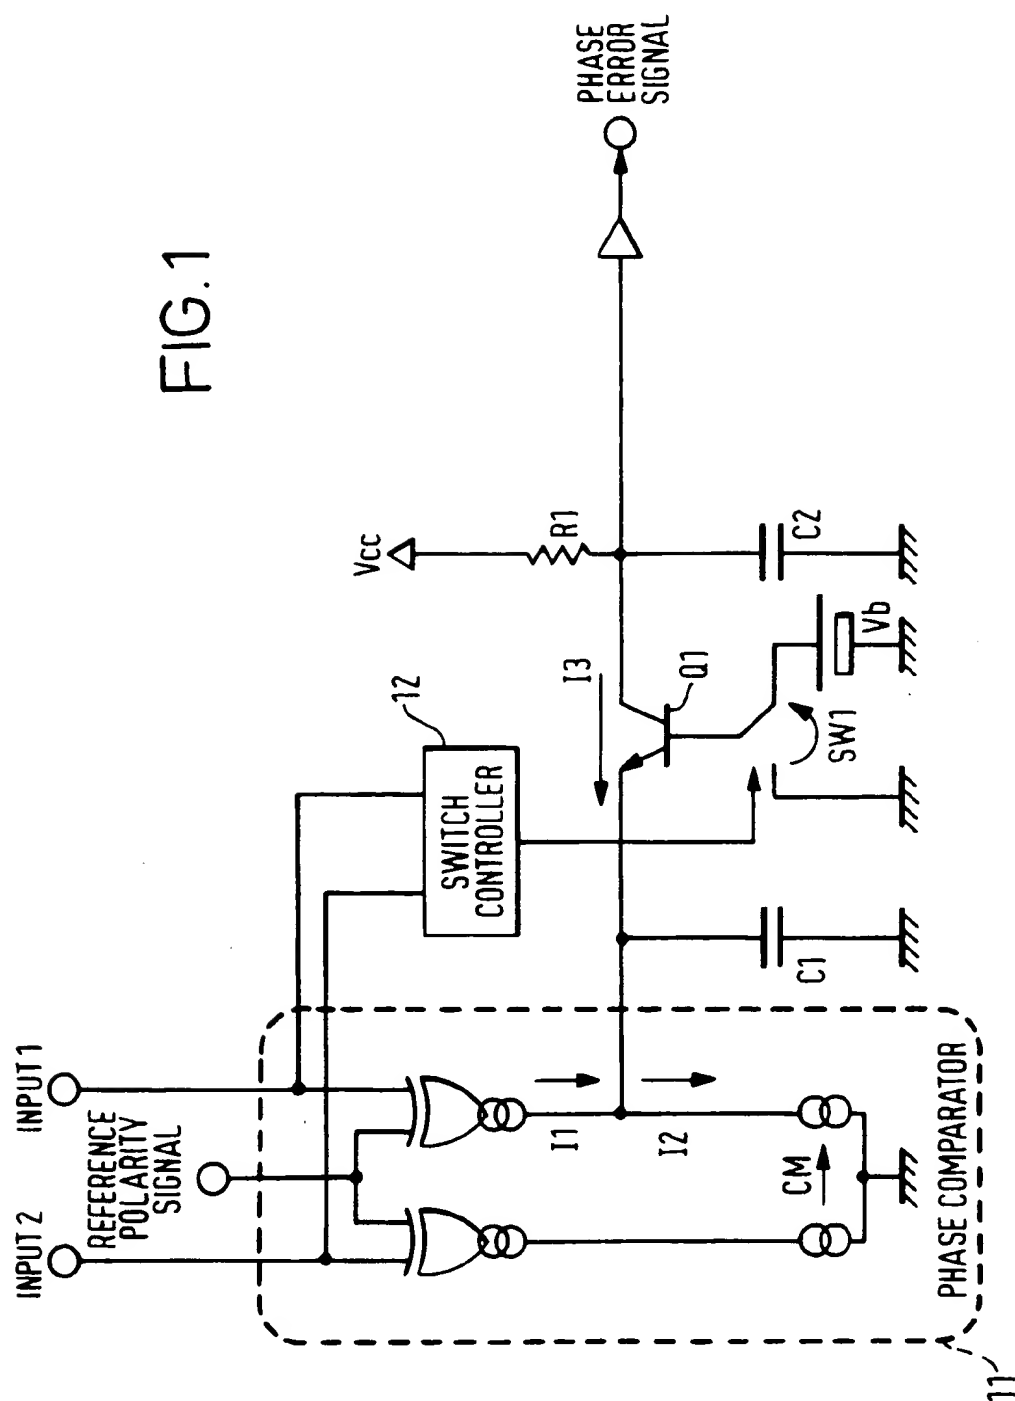 FIG. 1
INPUT 1
REFERENCE
POLARITY
SIGNAL
INPUT 2
PHASE
ERROR
SIGNAL
Vcc
R1
12
SWITCH
CONTROLLER
I3
Q1
C2
Vb
SW1
C1
I1
I2
CM
PHASE COMPARATOR
11